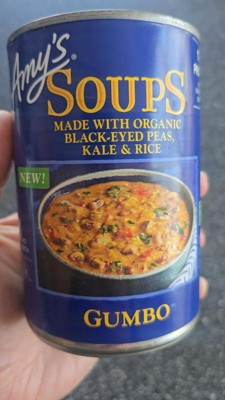 Amy's
SOUPS
MADE WITH ORGANIC
BLACK-EYED PEAS,
KALE & RICE
NEW!
GUMBO